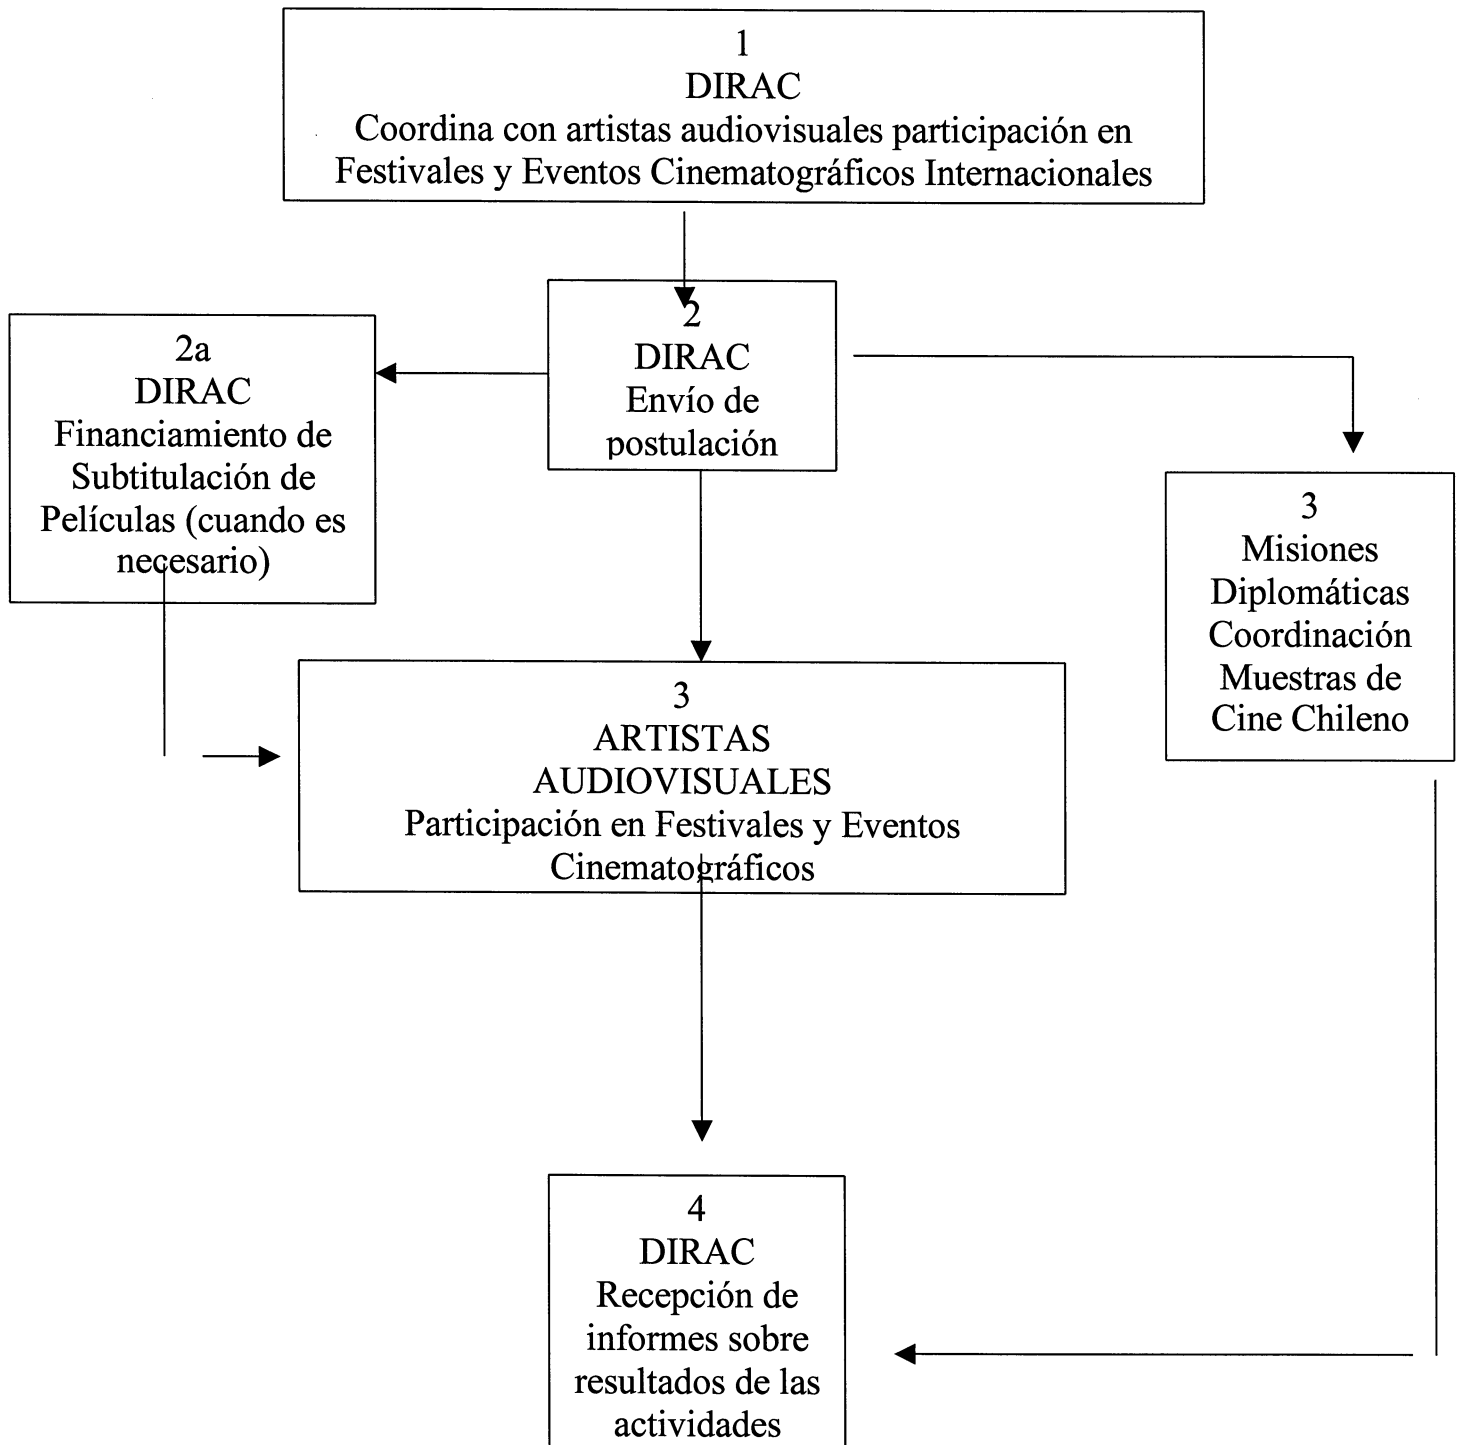 1
DIRAC
Coordina con artistas audiovisuales participación en
Festivales y Eventos Cinematográficos Internacionales
2
DIRAC
Envío de
postulación
2a
DIRAC
Financiamiento de
Subtitulación de
Películas (cuando es
necesario)
3
Misiones
Diplomáticas
Coordinación
Muestras de
Cine Chileno
3
ARTISTAS
AUDIOVISUALES
Participación en Festivales y Eventos
Cinematográficos
4
DIRAC
Recepción de
informes sobre
resultados de las
actividades